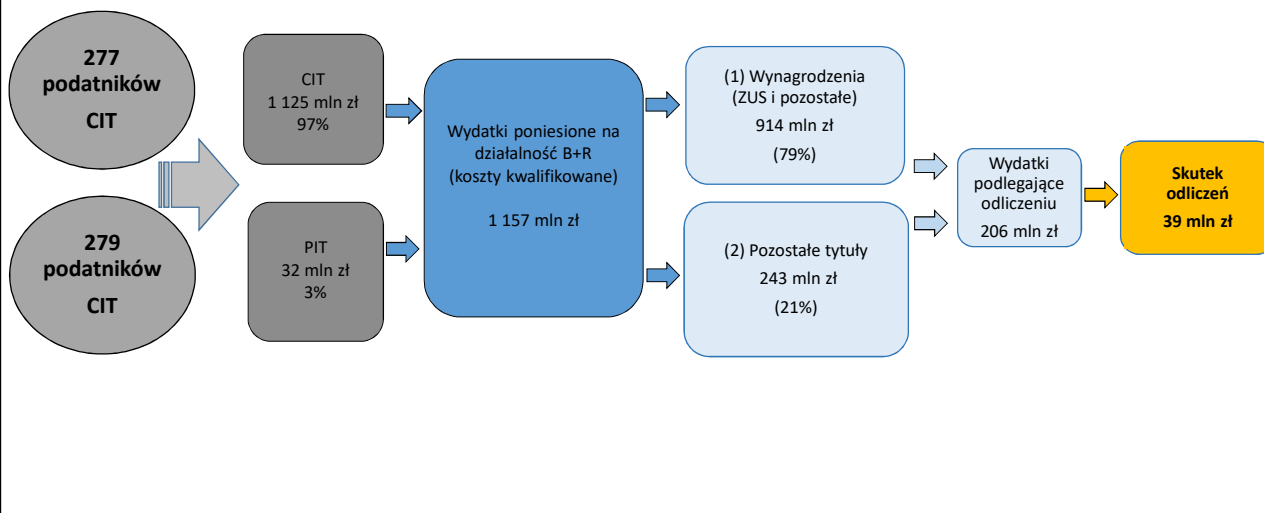 277
podatników
CIT
279
podatników
CIT
CIT
1 125 mln zł
97%
PIT
32 mln zł
3%
Wydatki poniesione na
działalność B+R
(koszty kwalifikowane)
1 157 mln zł
(1) Wynagrodzenia
(ZUS i pozostałe)
914 mln zł
(79%)
(2) Pozostałe tytuły
243 mln zł
(21%)
Wydatki
podlegające
odliczeniu
206 mln zł
Skutek
odliczeń
39 mln zł